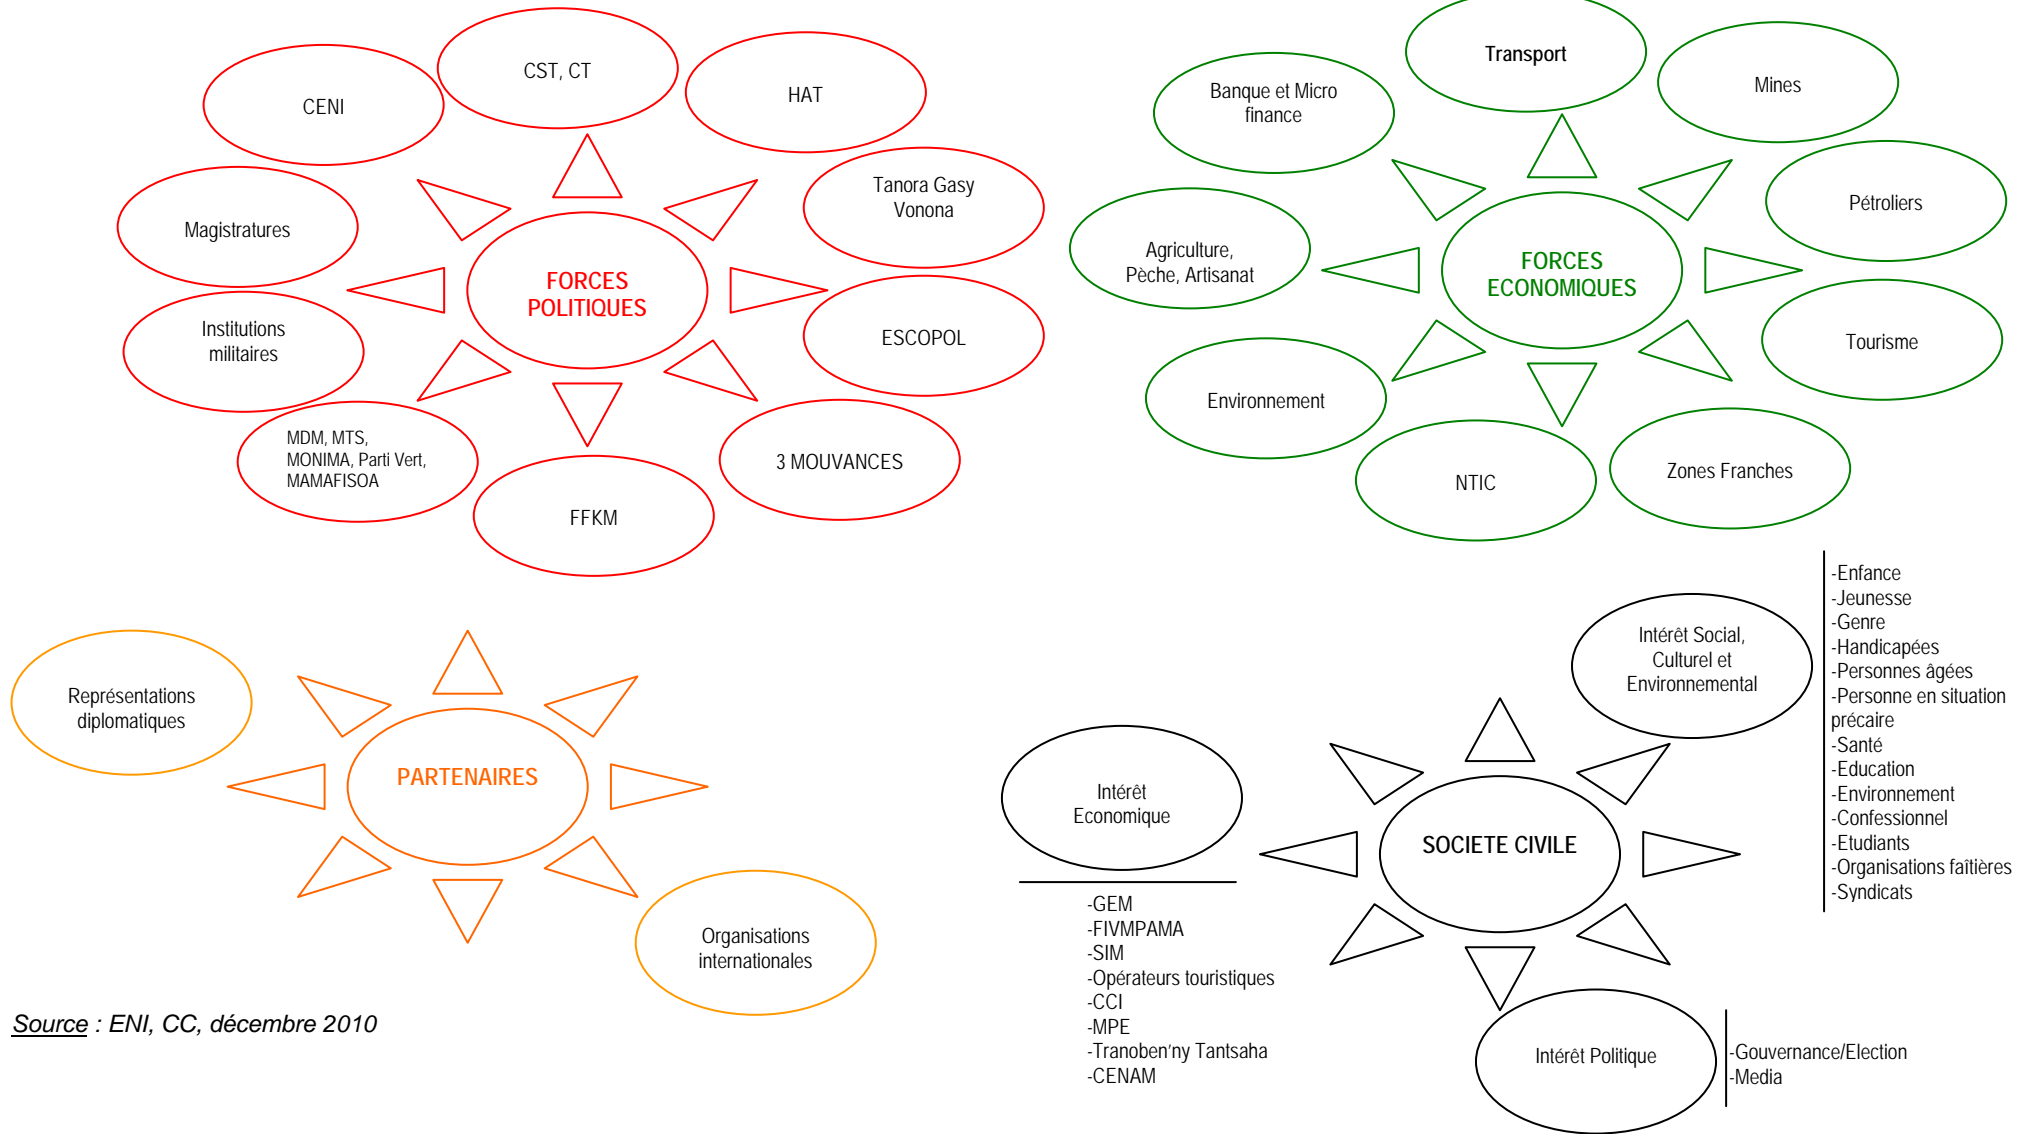 CST, CT
CENI
HAT
Magistratures
Tanora Gasy
Vonona
FORCES
POLITIQUES
Institutions
militaires
ESCOPOL
MDM, MTS,
MONIMA, Parti Vert,
MAMAFISOA
3 MOUVANCES
FFKM
Transport
Banque et Micro
finance
Mines
Pétroliers
Agriculture,
Pèche, Artisanat
FORCES
ECONOMIQUES
Tourisme
Environnement
NTIC
Zones Franches
Représentations
diplomatiques
PARTENAIRES
Organisations
internationales
Intérêt Social,
Culturel et
Environnemental
-Enfance
-Jeunesse
-Genre
-Handicapées
-Personnes âgées
-Personne en situation
précaire
-Santé
-Education
-Environnement
-Confessionnel
-Etudiants
-Organisations faîtières
-Syndicats
Intérêt
Economique
SOCIETE CIVILE
-GEM
-FIVMPAMA
-SIM
-Opérateurs touristiques
-CCI
-MPE
-Tranoben’ny Tantsaha
-CENAM
Intérêt Politique
-Gouvernance/Election
-Media
Source : ENI, CC, décembre 2010